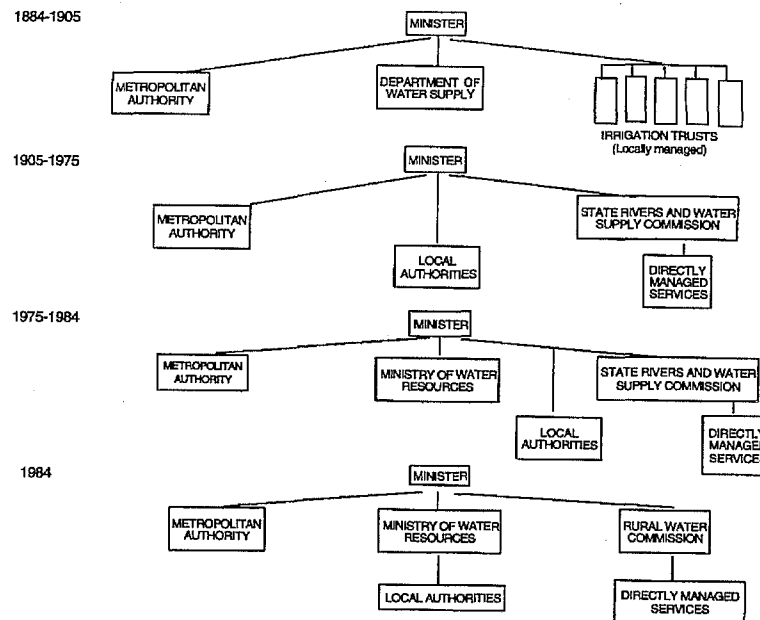 1884-1905
MINISTER
METROPOLITAN
AUTHORITY
DEPARTMENT OF
WATER SUPPLY
IRRIGATION TRUSTS
(Locally managed)
1905-1975
MINISTER
METROPOLITAN
AUTHORITY
LOCAL
AUTHORITIES
STATE RIVERS AND WATER
SUPPLY COMMISSION
DIRECTLY
MANAGED
SERVICES
1975-1984
MINISTER
METROPOLITAN
AUTHORITY
MINISTRY OF WATER
RESOURCES
LOCAL
AUTHORITIES
STATE RIVERS AND WATER
SUPPLY COMMISSION
DIRECTLY
MANAGED
SERVICES
1984
MINISTER
METROPOLITAN
AUTHORITY
MINISTRY OF WATER
RESOURCES
LOCAL AUTHORITIES
RURAL WATER
COMMISSION
DIRECTLY MANAGED
SERVICES